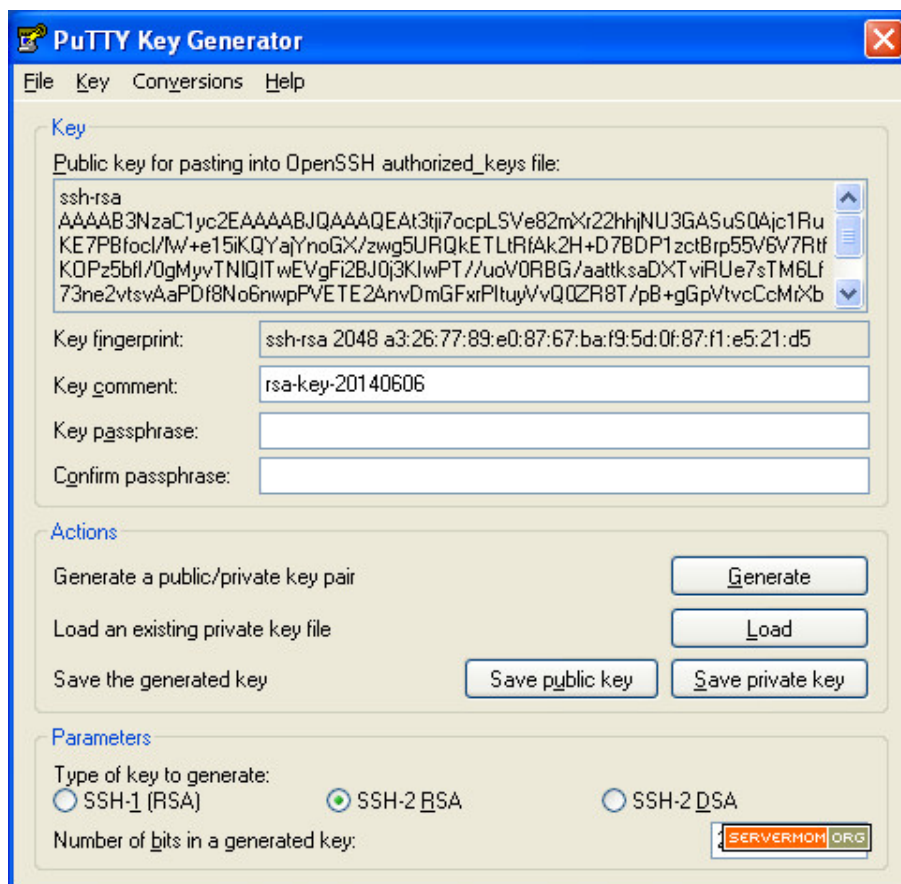 PuTTY Key Generator
File Key Conversions Help
Key
Public key for pasting into OpenSSH authorized_keys file:
ssh-rsa
AAAAB3NzaC1yc2EAAAABJQAAAQEAt3tji7ocpLSVe82mXr22hhjNU3GASuS0Ajc1Ru
KE7PBfocl/lW+e15iKQYajYnoGX/zwg5URQkETLtRfAk2H+D7BDP1zctBrp55V6V7Rtf
KOPz5bfl/0gMyvTNlQITwEVgFi2BJ0j3KlwPT//uoV0RBG/aattksaDXTviRUe7sTM6Lf
73ne2vtsvAaPDf8No6nwpPVETE2AnvDmGFxrPltuyVvQ0ZR8T/pB+gGpVtvcCcMrXb
Key fingerprint: ssh-rsa 2048 a3:26:77:89:e0:87:67:ba:f9:5d:0f:87:f1:e5:21:d5
Key comment: rsa-key-20140606
Key passphrase:
Confirm passphrase:
Actions
Generate a public/private key pair Generate
Load an existing private key file Load
Save the generated key Save public key Save private key
Parameters
Type of key to generate:
SSH-1 (RSA) SSH-2 RSA SSH-2 DSA
Number of bits in a generated key:
SERVERMOM ORG